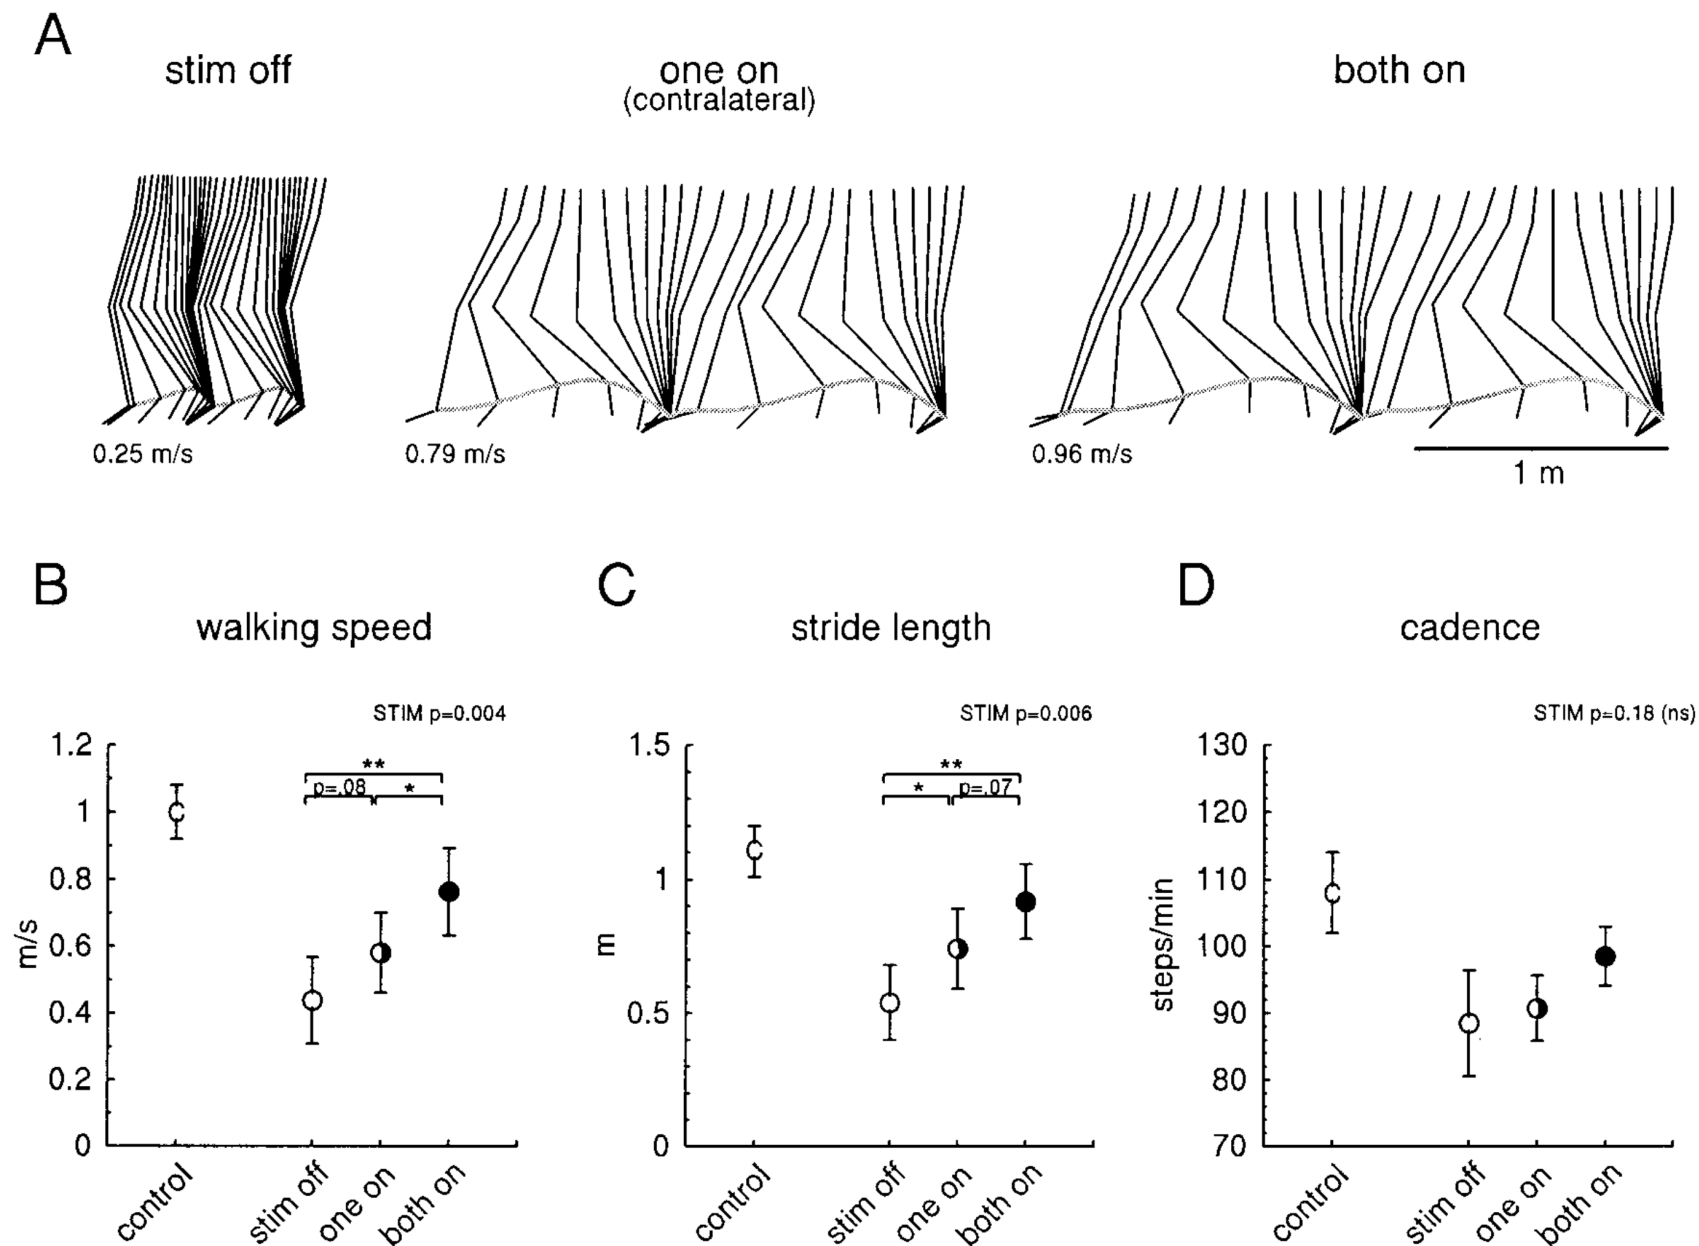 A
stim off
one on
(contralateral)
both on
0.25 m/s
0.79 m/s
0.96 m/s
1 m
B
walking speed
STIM p=0.004
1.2
1
0.8
0.6
0.4
0.2
0
m/s
**
p=.08
*
control
stim off
one on
both on
C
stride length
STIM p=0.006
1.5
1
0.5
0
m
**
*
p=.07
control
stim off
one on
both on
D
cadence
STIM p=0.18 (ns)
130
120
110
100
90
80
70
steps/min
control
stim off
one on
both on